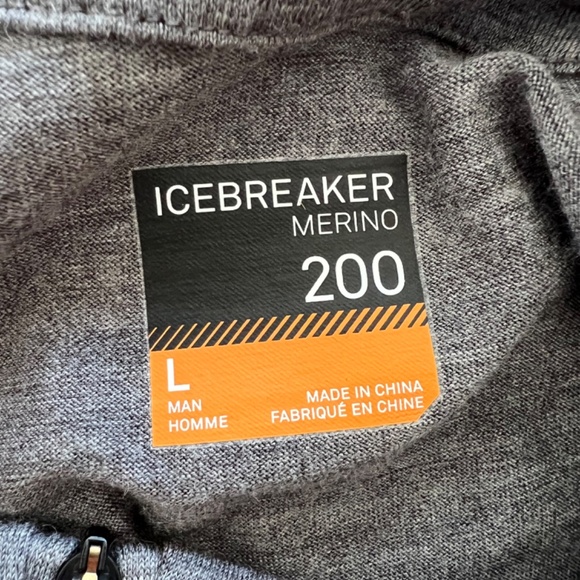 ICEBREAKER
MERINO
200
L
MAN
HOMME
MADE IN CHINA
FABRIQUÉ EN CHINE